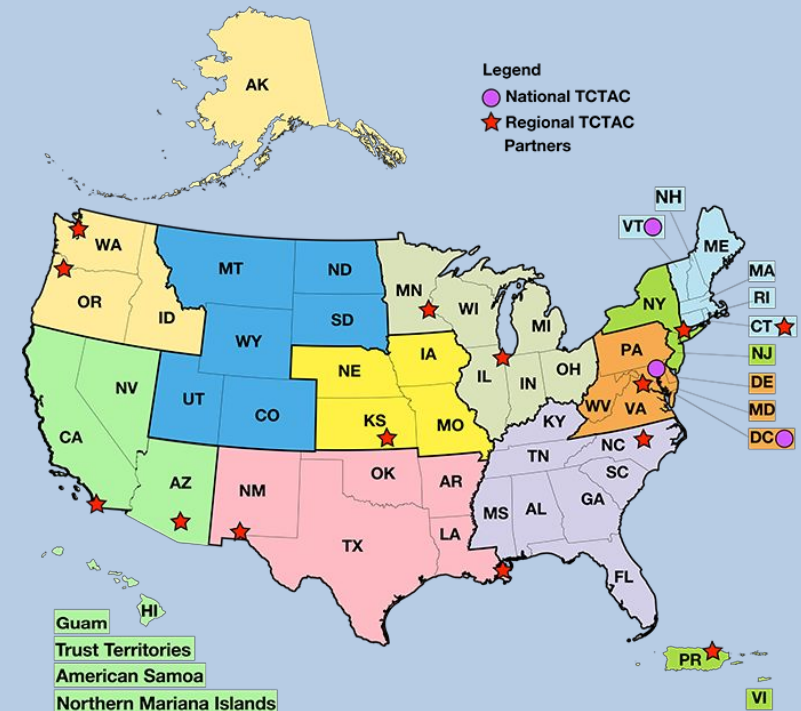 AK
Legend
National TCTAC
Regional TCTAC
Partners
NH
VT
ME
WA
MT
ND
MN
MA
OR
ID
SD
WI
MI
NY
RI
CT
WY
PA
NJ
NV
NE
IA
IL
IN
OH
DE
UT
CO
WV
VA
MD
CA
KS
MO
KY
DC
AZ
NM
OK
AR
TN
NC
SC
TX
LA
MS
AL
GA
FL
HI
Guam
Trust Territories
American Samoa
Northern Mariana Islands
PR
VI